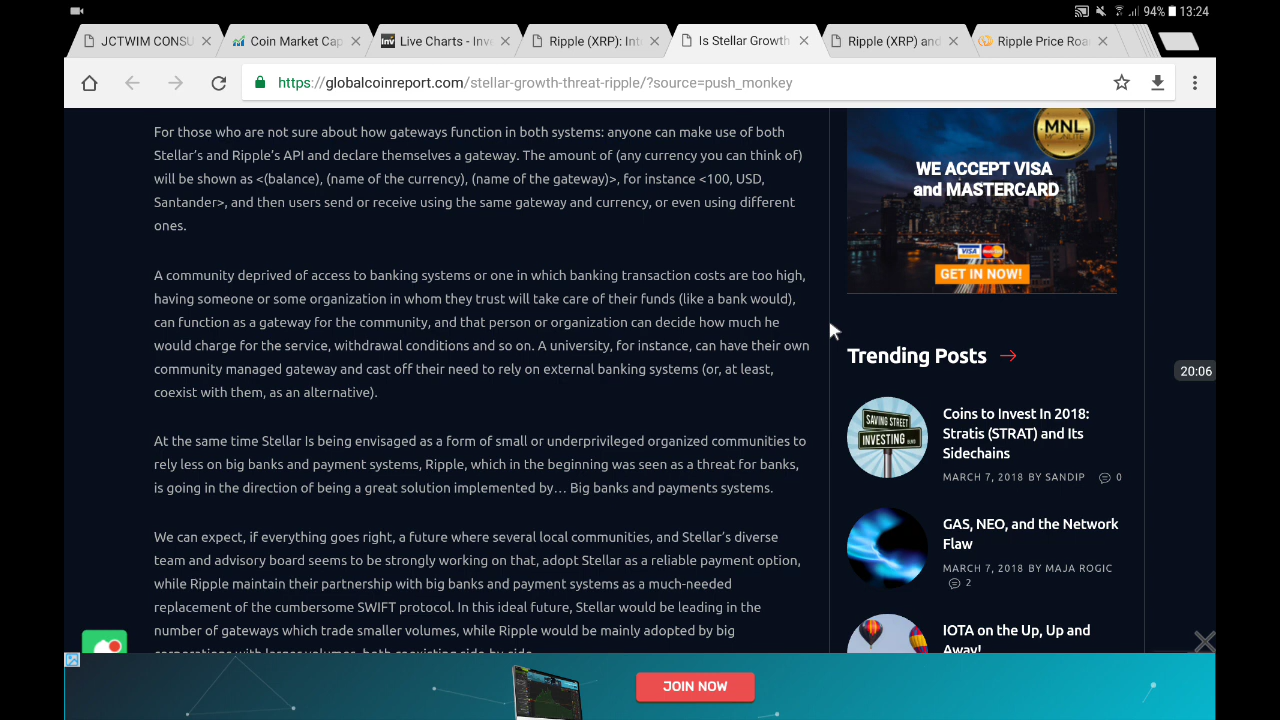 94% 13:24
JCTWIM CONSU
Coin Market Cap
Live Charts - Inve
Ripple (XRP): Int
Is Stellar Growth
Ripple (XRP) and
Ripple Price Roa
https://globalcoinreport.com/stellar-growth-threat-ripple/?source=push_monkey
For those who are not sure about how gateways function in both systems: anyone can make use of both
Stellar's and Ripple's API and declare themselves a gateway. The amount of (any currency you can think of)
will be shown as <(balance), (name of the currency), (name of the gateway)>, for instance <100, USD,
Santander>, and then users send or receive using the same gateway and currency, or even using different
ones.
A community deprived of access to banking systems or one in which banking transaction costs are too high,
having someone or some organization in whom they trust will take care of their funds (like a bank would),
can function as a gateway for the community, and that person or organization can decide how much he
would charge for the service, withdrawal conditions and so on. A university, for instance, can have their own
community managed gateway and cast off their need to rely on external banking systems (or, at least,
coexist with them, as an alternative).
At the same time Stellar Is being envisaged as a form of small or underprivileged organized communities to
rely less on big banks and payment systems, Ripple, which in the beginning was seen as a threat for banks,
is going in the direction of being a great solution implemented by… Big banks and payments systems.
We can expect, if everything goes right, a future where several local communities, and Stellar's diverse
team and advisory board seems to be strongly working on that, adopt Stellar as a reliable payment option,
while Ripple maintain their partnership with big banks and payment systems as a much-needed
replacement of the cumbersome SWIFT protocol. In this ideal future, Stellar would be leading in the
number of gateways which trade smaller volumes, while Ripple would be mainly adopted by big
corporations with larger volumes, both coexisting side by side.
MNL
WE ACCEPT VISA
and MASTERCARD
VISA MasterCard
GET IN NOW!
Trending Posts
20:06
SAVING STREET
INVESTING BLVD
Coins to Invest In 2018:
Stratis (STRAT) and Its
Sidechains
MARCH 7, 2018 BY SANDIP 0
GAS, NEO, and the Network
Flaw
MARCH 7, 2018 BY MAJA ROGIC
2
IOTA on the Up, Up and
Away!
JOIN NOW